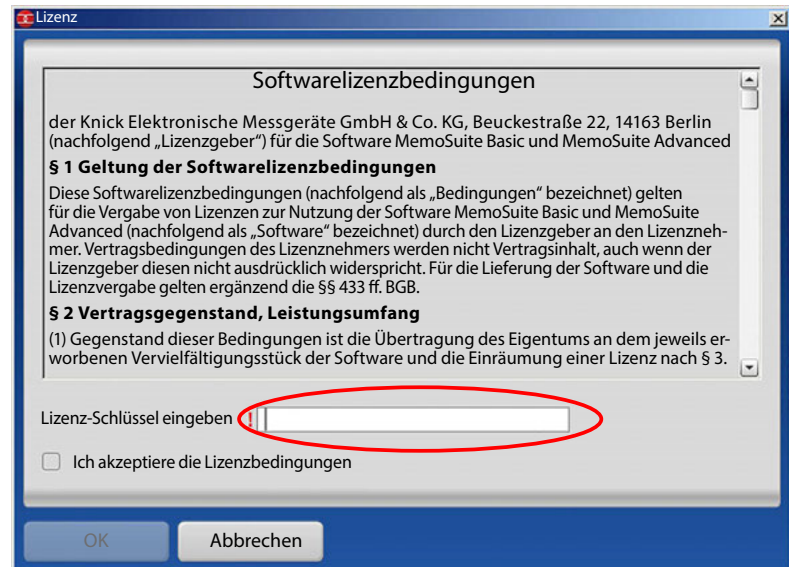 Lizenz
Softwarelizenzbedingungen
der Knick Elektronische Messgeräte GmbH & Co. KG, Beuckestraße 22, 14163 Berlin
(nachfolgend „Lizenzgeber“) für die Software MemoSuite Basic und MemoSuite Advanced
§ 1 Geltung der Softwarelizenzbedingungen
Diese Softwarelizenzbedingungen (nachfolgend als „Bedingungen“ bezeichnet) gelten
für die Vergabe von Lizenzen zur Nutzung der Software MemoSuite Basic und MemoSuite
Advanced (nachfolgend als „Software“ bezeichnet) durch den Lizenzgeber an den Lizenzneh-
mer. Vertragsbedingungen des Lizenznehmers werden nicht Vertragsinhalt, auch wenn der
Lizenzgeber diesen nicht ausdrücklich widerspricht. Für die Lieferung der Software und die
Lizenzvergabe gelten ergänzend die §§ 433 ff. BGB.
§ 2 Vertragsgegenstand, Leistungsumfang
(1) Gegenstand dieser Bedingungen ist die Übertragung des Eigentums an dem jeweils er-
worbenen Vervielfältigungsstück der Software und die Einräumung einer Lizenz nach § 3.
Lizenz-Schlüssel eingeben !
Ich akzeptiere die Lizenzbedingungen
OK Abbrechen